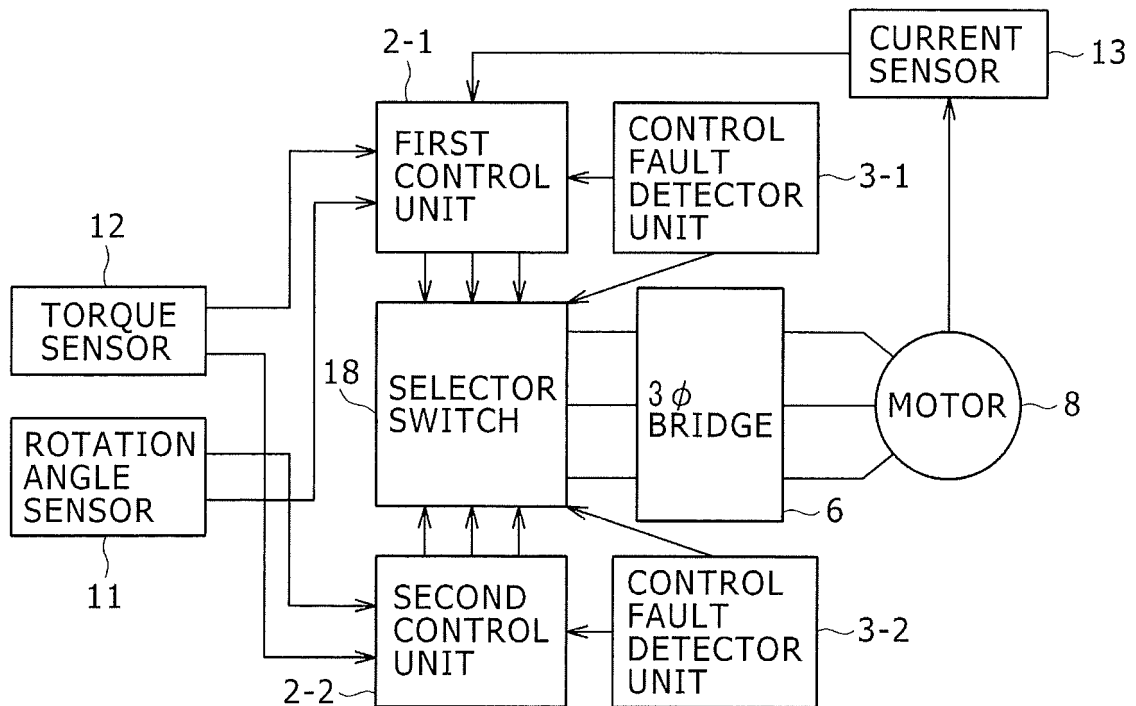 2-1
CURRENT
SENSOR
13
FIRST
CONTROL
UNIT
CONTROL
FAULT
DETECTOR
UNIT
3-1
12
TORQUE
SENSOR
18
SELECTOR
SWITCH
3φ
BRIDGE
MOTOR
8
ROTATION
ANGLE
SENSOR
6
11
SECOND
CONTROL
UNIT
CONTROL
FAULT
DETECTOR
UNIT
3-2
2-2